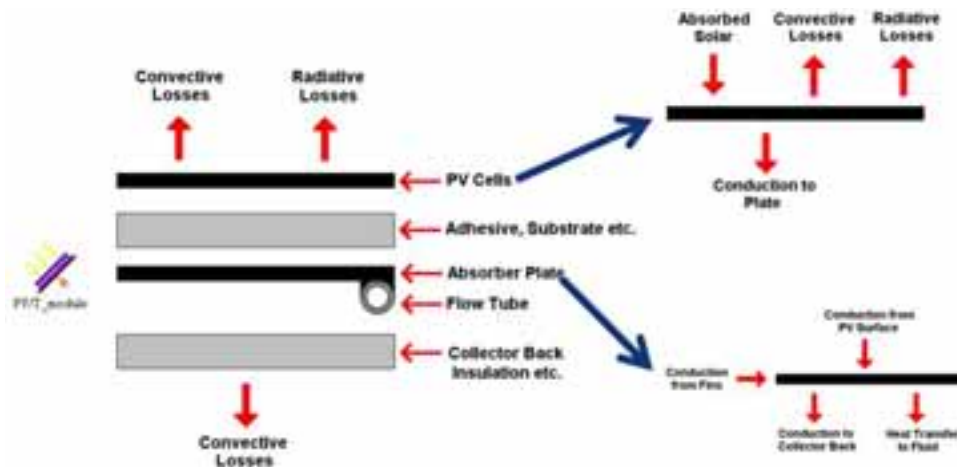 Convective
Losses
Radiative
Losses
PV Cells
Adhesive, Substrate etc.
Absorber Plate
Flow Tube
Collector Back
Insulation etc.
Convective
Losses
PV/T_module
Absorbed
Solar
Convective
Losses
Radiative
Losses
Conduction to
Plate
Conduction from
PV Surface
Conduction
from Fins
Conduction to
Collector Back
Heat Transfer
to Fluid